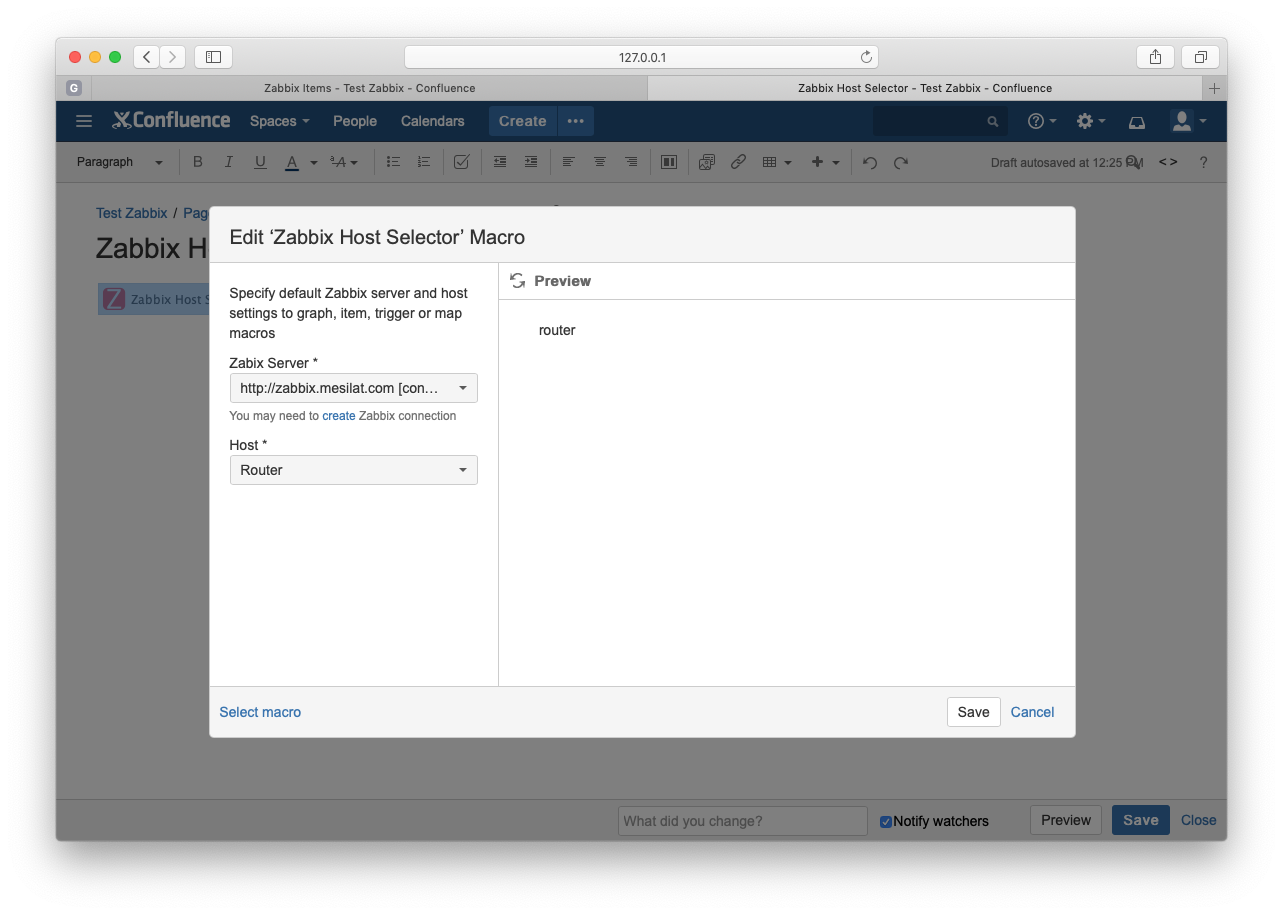 127.0.0.1
G
Zabbix Items - Test Zabbix - Confluence
Zabbix Host Selector - Test Zabbix - Confluence
Confluence Spaces People Calendars Create
Paragraph B I U A A Draft autosaved at 12:25 PM <> ?
Test Zabbix / Pag
Zabbix H
Zabbix Host S
Edit ‘Zabbix Host Selector’ Macro
Specify default Zabbix server and host
settings to graph, item, trigger or map
macros
Zabix Server *
http://zabbix.mesilat.com [con…
You may need to create Zabbix connection
Host *
Router
Preview
router
Select macro
Save Cancel
What did you change?
Notify watchers
Preview Save Close